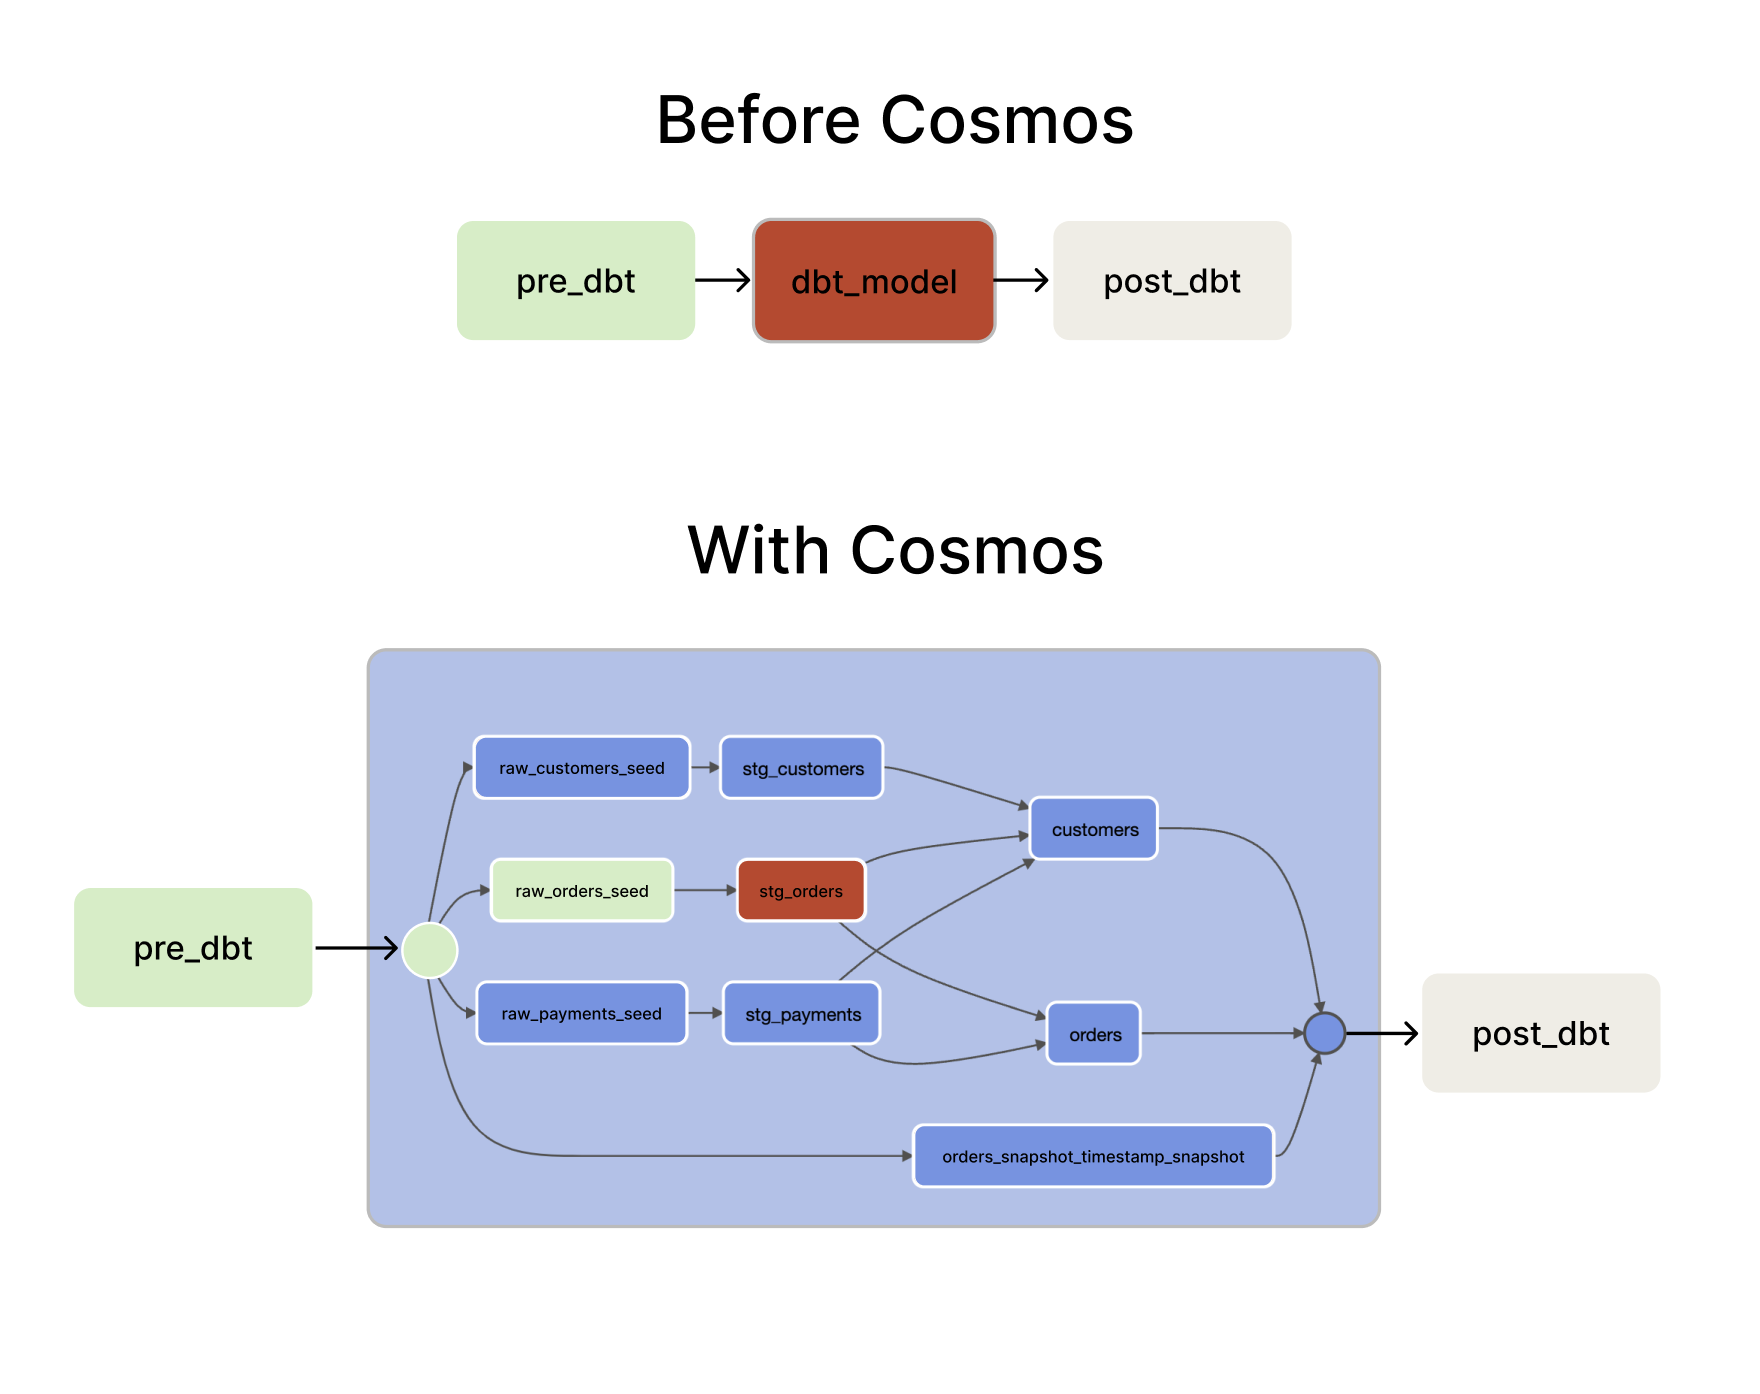 Before Cosmos
pre_dbt
dbt_model
post_dbt
With Cosmos
raw_customers_seed
stg_customers
customers
raw_orders_seed
stg_orders
pre_dbt
raw_payments_seed
stg_payments
orders
post_dbt
orders_snapshot_timestamp_snapshot